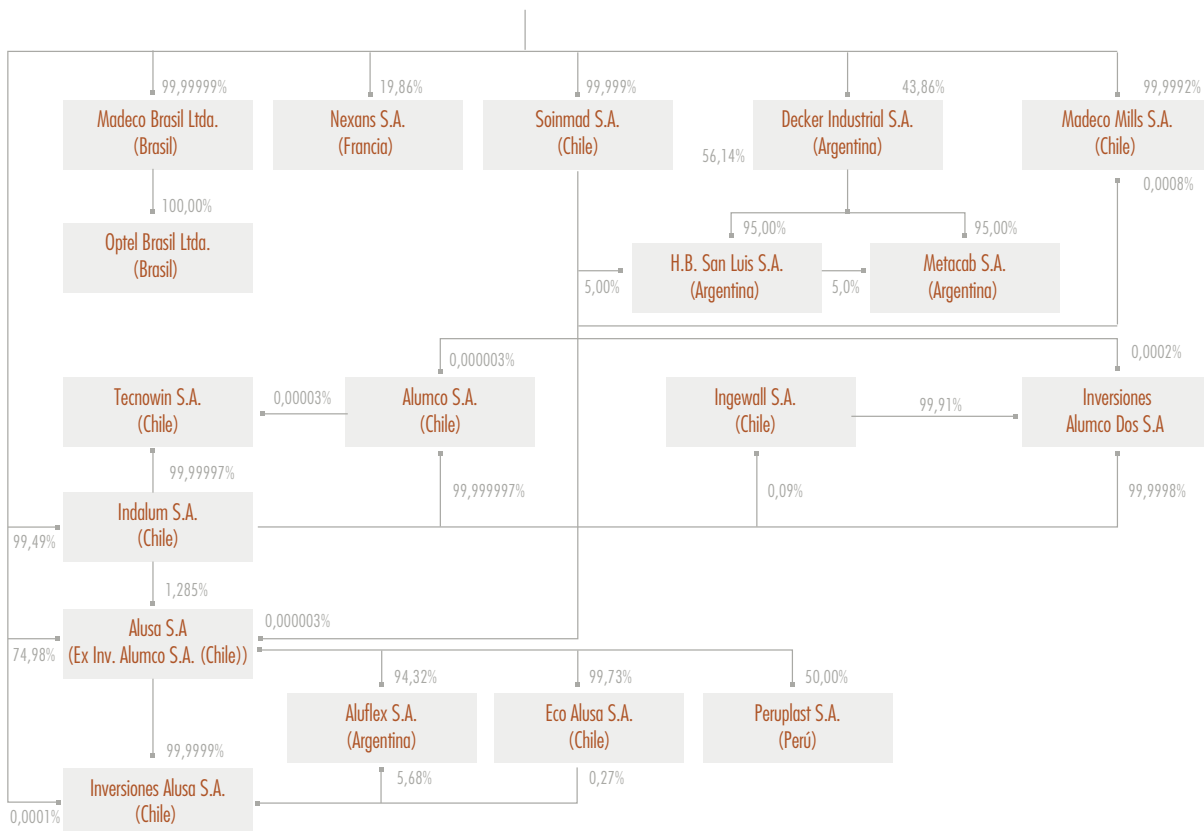 99,99999%
19,86%
99,999%
43,86%
99,9992%
Madeco Brasil Ltda.
(Brasil)
Nexans S.A.
(Francia)
Soinmad S.A.
(Chile)
Decker Industrial S.A.
(Argentina)
Madeco Mills S.A.
(Chile)
56,14%
0,0008%
100,00%
95,00%
95,00%
Optel Brasil Ltda.
(Brasil)
H.B. San Luis S.A.
(Argentina)
Metacab S.A.
(Argentina)
5,00%
5,0%
0,000003%
0,0002%
Tecnowin S.A.
(Chile)
0,00003%
Alumco S.A.
(Chile)
Ingewall S.A.
(Chile)
99,91%
Inversiones
Alumco Dos S.A
99,99997%
99,999997%
0,09%
99,9998%
Indalum S.A.
(Chile)
99,49%
1,285%
Alusa S.A
(Ex Inv. Alumco S.A. (Chile))
0,000003%
74,98%
94,32%
99,73%
50,00%
Aluflex S.A.
(Argentina)
Eco Alusa S.A.
(Chile)
Peruplast S.A.
(Perú)
99,9999%
5,68%
0,27%
Inversiones Alusa S.A.
(Chile)
0,0001%